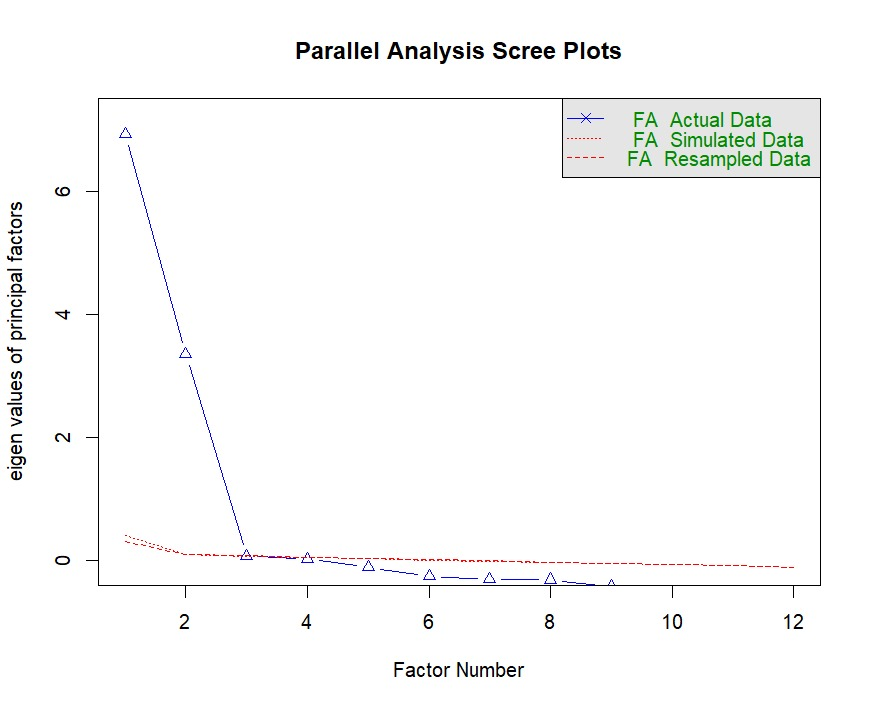 Parallel Analysis Scree Plots
FA Actual Data
FA Simulated Data
FA Resampled Data
eigen values of principal factors
6
4
2
0
2 4 6 8 10 12
Factor Number